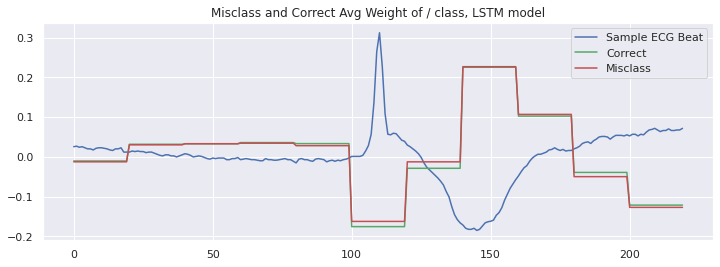 Misclass and Correct Avg Weight of / class, LSTM model
Sample ECG Beat
Correct
Misclass
0.3
0.2
0.1
0.0
−0.1
−0.2
0
50
100
150
200